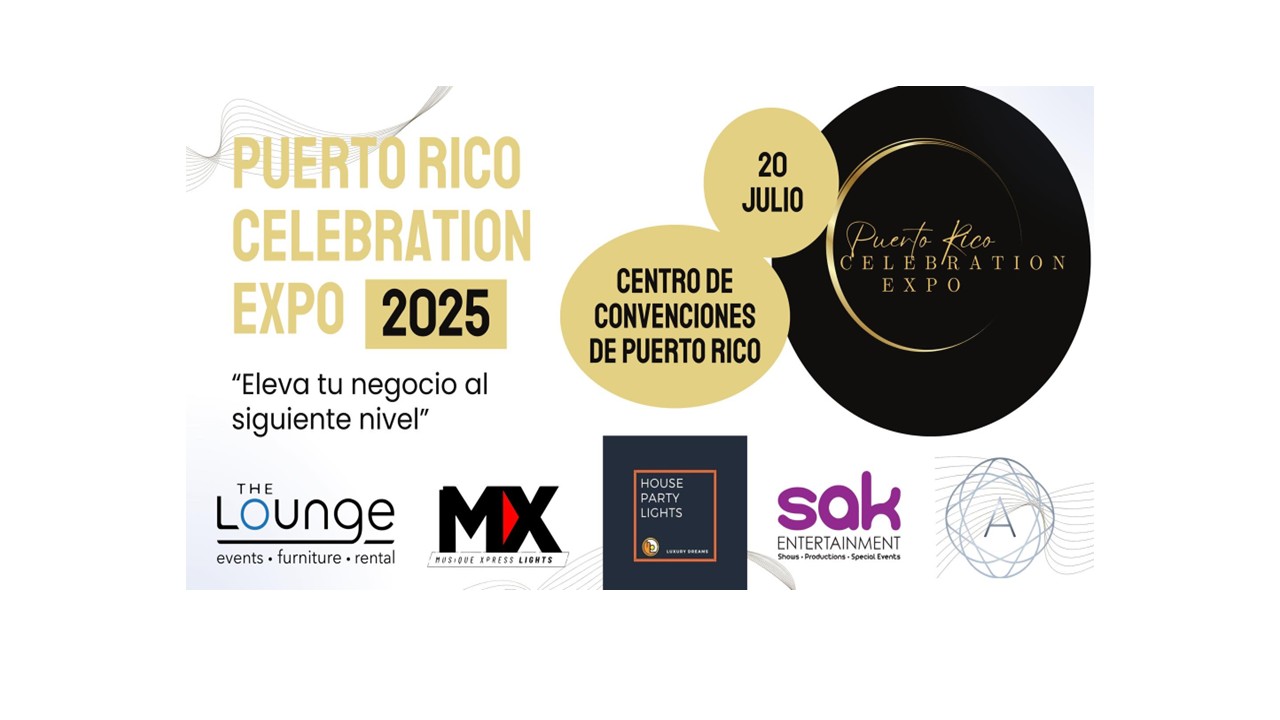 PUERTO RICO
CELEBRATION
EXPO 2025
“Eleva tu negocio al
siguiente nivel”
20
JULIO
CENTRO DE
CONVENCIONES
DE PUERTO RICO
Puerto Rico
CELEBRATION
EXPO
THE
Lounge
events • furniture • rental
MX
MUSIQUE XPRESS LIGHTS
HOUSE
PARTY
LIGHTS
LUXURY DREAMS
sak
ENTERTAINMENT
Shows • Productions • Special Events
A